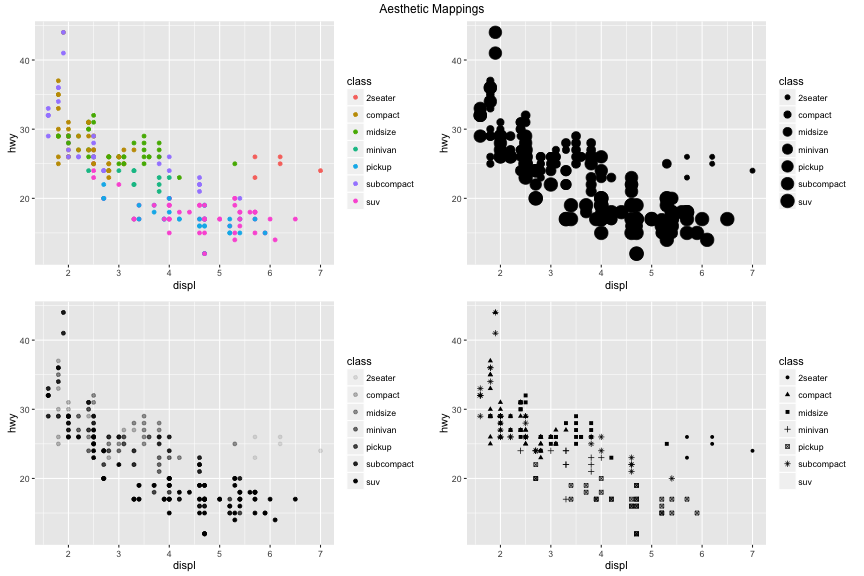 Aesthetic Mappings
hwy
40
30
20
2 3 4 5 6 7
displ
class
2seater
compact
midsize
minivan
pickup
subcompact
suv
hwy
40
30
20
2 3 4 5 6 7
displ
class
2seater
compact
midsize
minivan
pickup
subcompact
suv
hwy
40
30
20
2 3 4 5 6 7
displ
class
2seater
compact
midsize
minivan
pickup
subcompact
suv
hwy
40
30
20
2 3 4 5 6 7
displ
class
2seater
compact
midsize
minivan
pickup
subcompact
suv